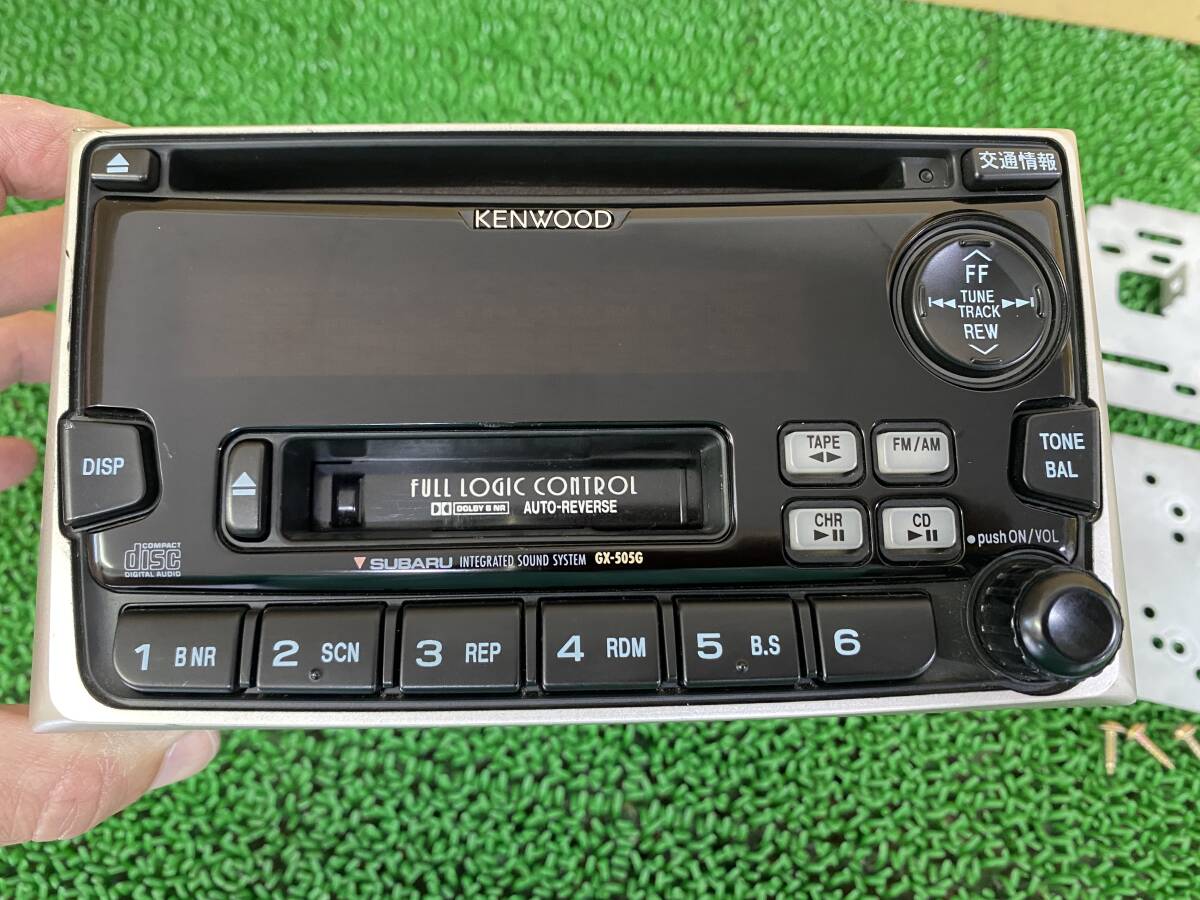 交通情報
KENWOOD
FF
TUNE
TRACK
REW
DISP
TAPE
FM/AM
TONE
BAL
FULL LOGIC CONTROL
DOLBY B NR AUTO-REVERSE
CHR
CD
push ON/VOL
COMPACT
disc
DIGITAL AUDIO
SUBARU INTEGRATED SOUND SYSTEM GX-505G
1 B NR
2 SCN
3 REP
4 RDM
5 B.S
6